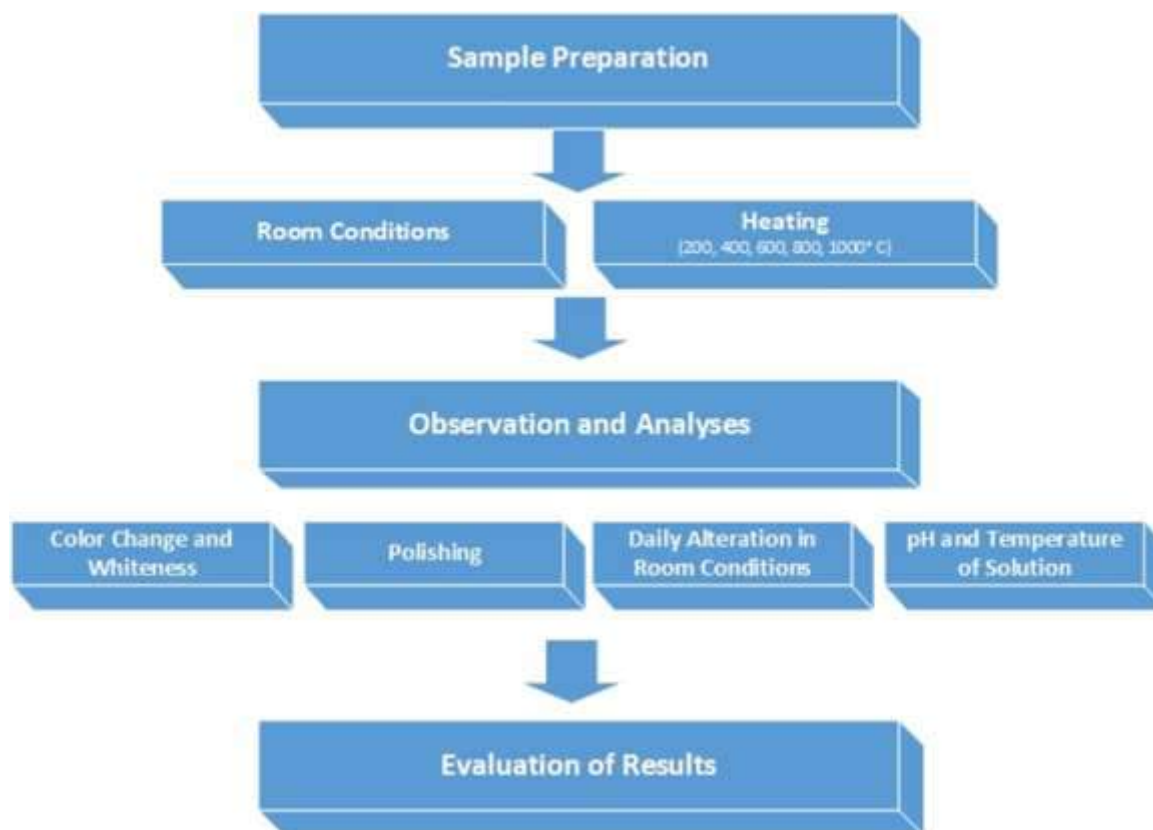 Sample Preparation
Room Conditions
Heating
(200, 400, 600, 800, 1000° C)
Observation and Analyses
Color Change and
Whiteness
Polishing
Daily Alteration in
Room Conditions
pH and Temperature
of Solution
Evaluation of Results